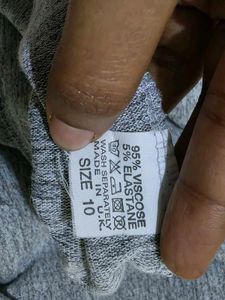 95% VISCOSE
5% ELASTANE
WASH SEPARATELY
MADE IN U.K.
SIZE 10